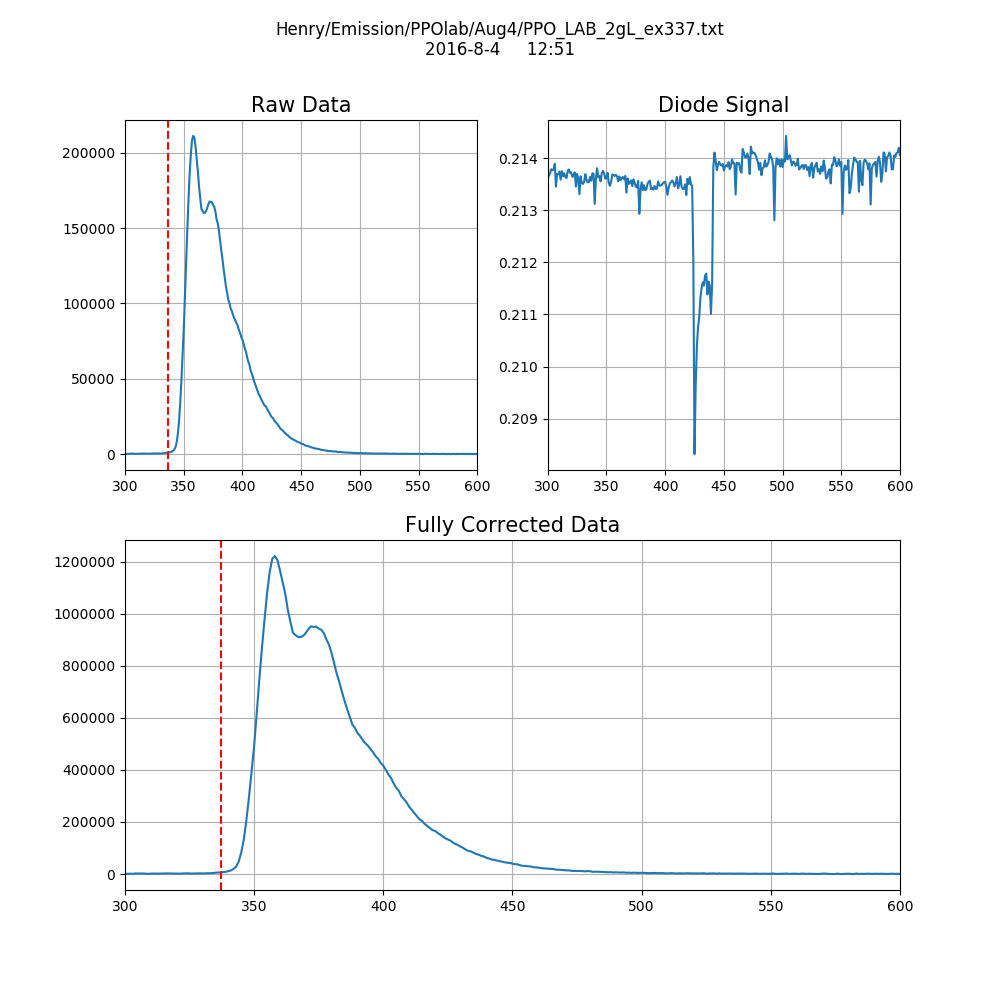 Henry/Emission/PPOlab/Aug4/PPO_LAB_2gL_ex337.txt
2016-8-4 12:51
Raw Data
200000
150000
100000
50000
0
300 350 400 450 500 550 600
Diode Signal
0.214
0.213
0.212
0.211
0.210
0.209
300 350 400 450 500 550 600
Fully Corrected Data
1200000
1000000
800000
600000
400000
200000
0
300 350 400 450 500 550 600